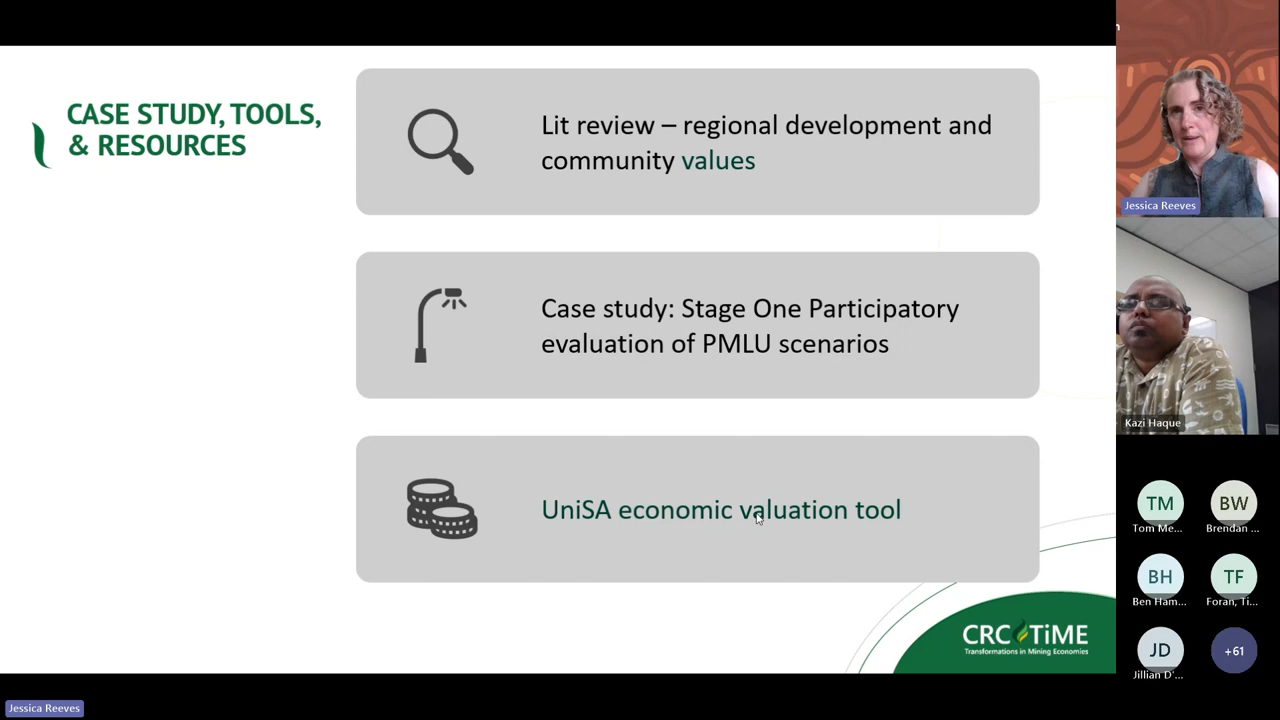 CASE STUDY, TOOLS,
& RESOURCES
Lit review – regional development and
community values
Case study: Stage One Participatory
evaluation of PMLU scenarios
UniSA economic valuation tool
CRC TiME
Transformations in Mining Economies
Jessica Reeves
Kazi Haque
TM
BW
Tom Me...
Brendan ...
BH
TF
Ben Ham...
Foran, Ti...
JD
+61
Jillian D'...
Jessica Reeves